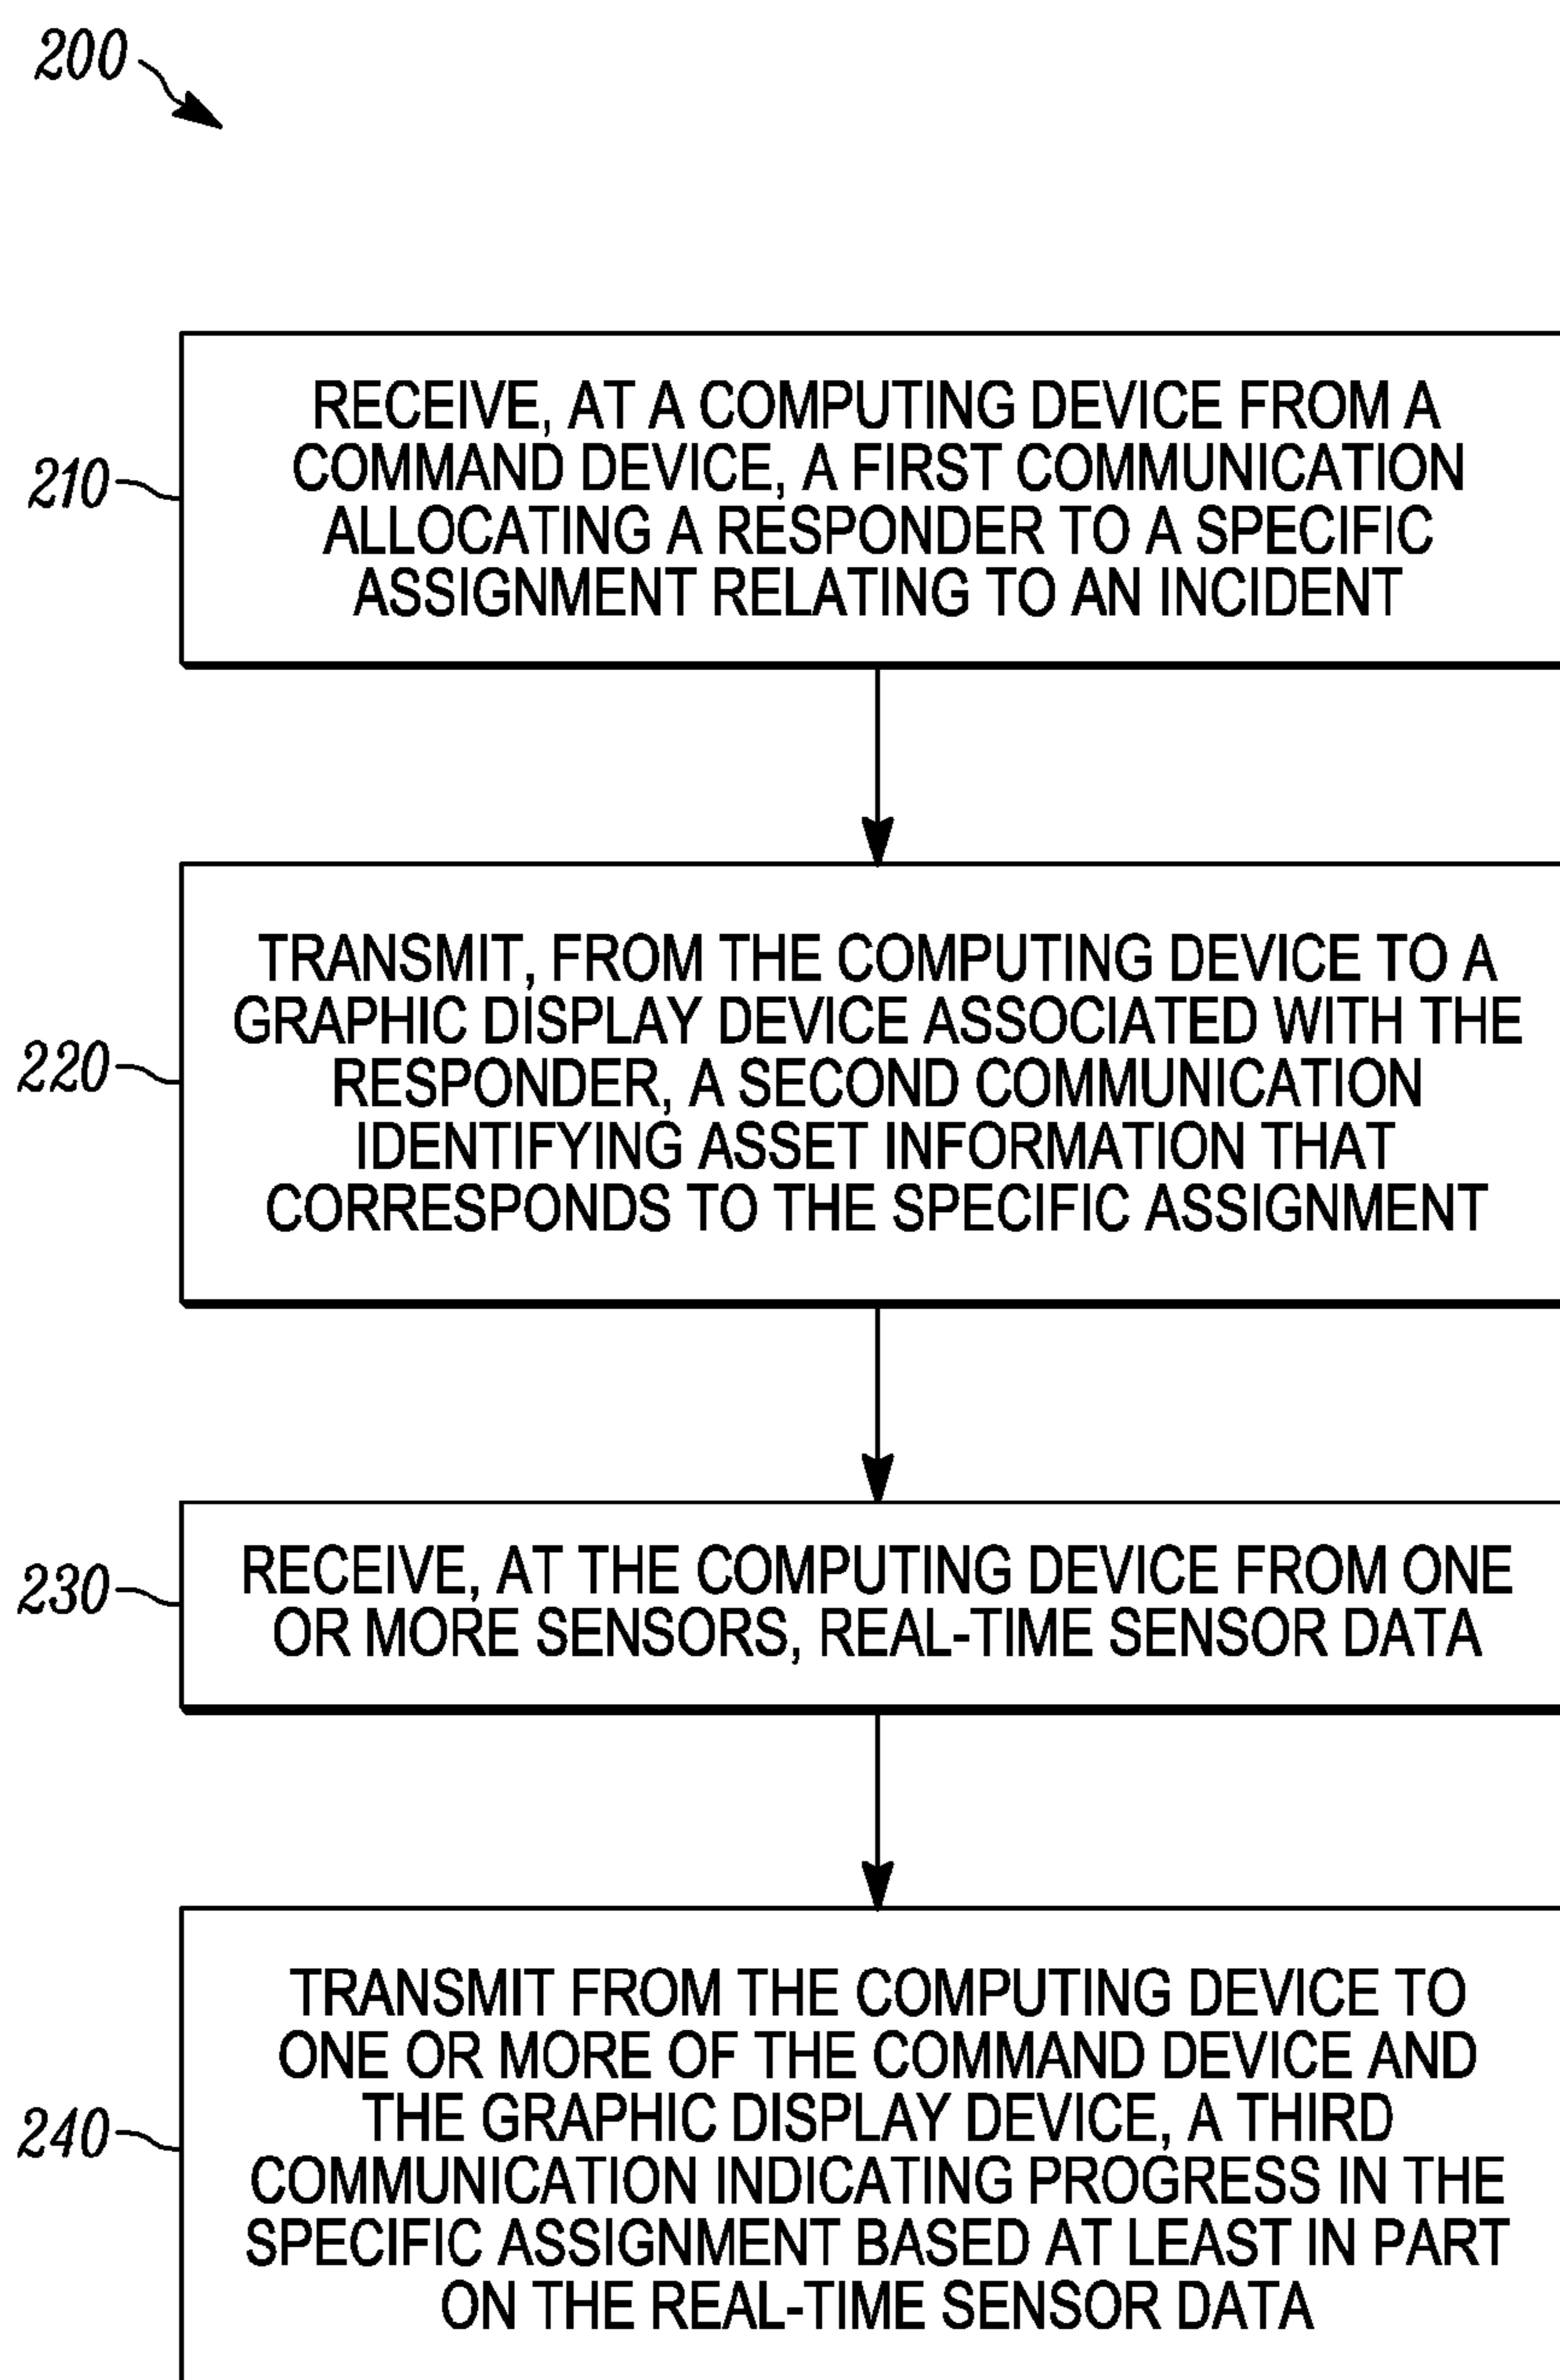 200
210
RECEIVE, AT A COMPUTING DEVICE FROM A
COMMAND DEVICE, A FIRST COMMUNICATION
ALLOCATING A RESPONDER TO A SPECIFIC
ASSIGNMENT RELATING TO AN INCIDENT
220
TRANSMIT, FROM THE COMPUTING DEVICE TO A
GRAPHIC DISPLAY DEVICE ASSOCIATED WITH THE
RESPONDER, A SECOND COMMUNICATION
IDENTIFYING ASSET INFORMATION THAT
CORRESPONDS TO THE SPECIFIC ASSIGNMENT
230
RECEIVE, AT THE COMPUTING DEVICE FROM ONE
OR MORE SENSORS, REAL-TIME SENSOR DATA
240
TRANSMIT FROM THE COMPUTING DEVICE TO
ONE OR MORE OF THE COMMAND DEVICE AND
THE GRAPHIC DISPLAY DEVICE, A THIRD
COMMUNICATION INDICATING PROGRESS IN THE
SPECIFIC ASSIGNMENT BASED AT LEAST IN PART
ON THE REAL-TIME SENSOR DATA